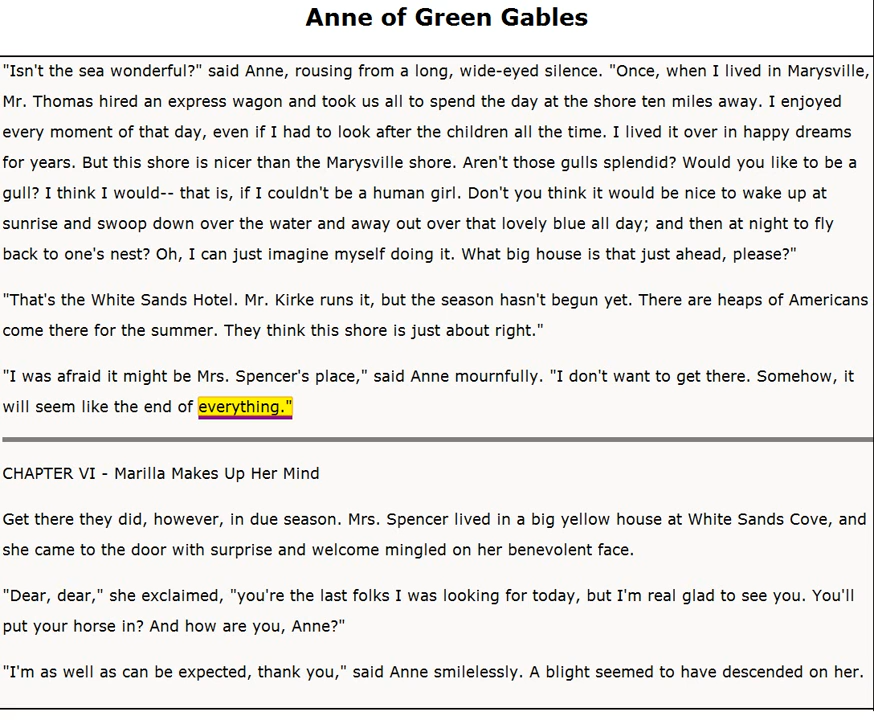 Anne of Green Gables
"Isn't the sea wonderful?" said Anne, rousing from a long, wide-eyed silence. "Once, when I lived in Marysville,
Mr. Thomas hired an express wagon and took us all to spend the day at the shore ten miles away. I enjoyed
every moment of that day, even if I had to look after the children all the time. I lived it over in happy dreams
for years. But this shore is nicer than the Marysville shore. Aren't those gulls splendid? Would you like to be a
gull? I think I would-- that is, if I couldn't be a human girl. Don't you think it would be nice to wake up at
sunrise and swoop down over the water and away out over that lovely blue all day; and then at night to fly
back to one's nest? Oh, I can just imagine myself doing it. What big house is that just ahead, please?"
"That's the White Sands Hotel. Mr. Kirke runs it, but the season hasn't begun yet. There are heaps of Americans
come there for the summer. They think this shore is just about right."
"I was afraid it might be Mrs. Spencer's place," said Anne mournfully. "I don't want to get there. Somehow, it
will seem like the end of everything."
CHAPTER VI - Marilla Makes Up Her Mind
Get there they did, however, in due season. Mrs. Spencer lived in a big yellow house at White Sands Cove, and
she came to the door with surprise and welcome mingled on her benevolent face.
"Dear, dear," she exclaimed, "you're the last folks I was looking for today, but I'm real glad to see you. You'll
put your horse in? And how are you, Anne?"
"I'm as well as can be expected, thank you," said Anne smilelessly. A blight seemed to have descended on her.